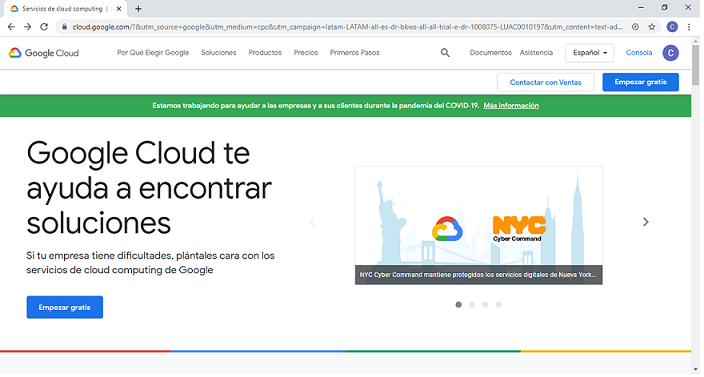 Servicios de cloud computing |
cloud.google.com/?&utm_source=google&utm_medium=cpc&utm_campaign=latam-LATAM-all-es-dr-bkws-all-all-trial-e-dr-1008075-LUAC0010197&utm_content=text-ad...
Google Cloud Por Qué Elegir Google Soluciones Productos Precios Primeros Pasos Documentos Asistencia Español Consola C
Contactar con Ventas Empezar gratis
Estamos trabajando para ayudar a las empresas y a sus clientes durante la pandemia del COVID-19. Más información
Google Cloud te
ayuda a encontrar
soluciones
Si tu empresa tiene dificultades, plántales cara con los
servicios de cloud computing de Google
Empezar gratis
NYC
Cyber Command
NYC Cyber Command mantiene protegidos los servicios digitales de Nueva York...